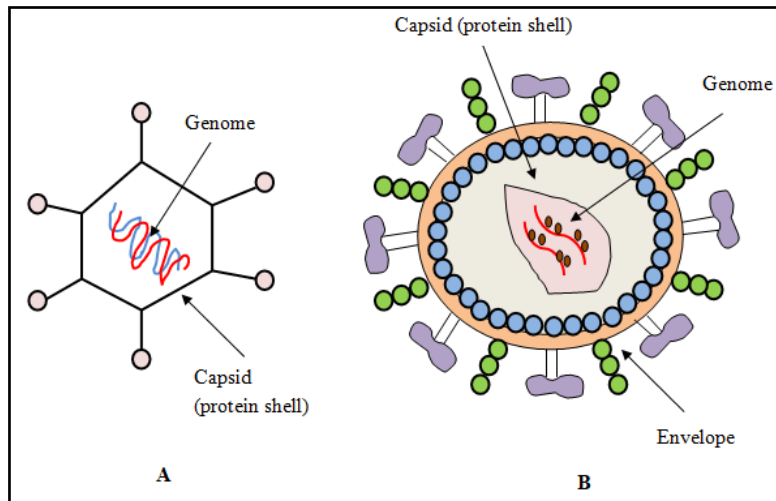 Capsid (protein shell)
Genome
Genome
Capsid
(protein shell)
Envelope
A
B